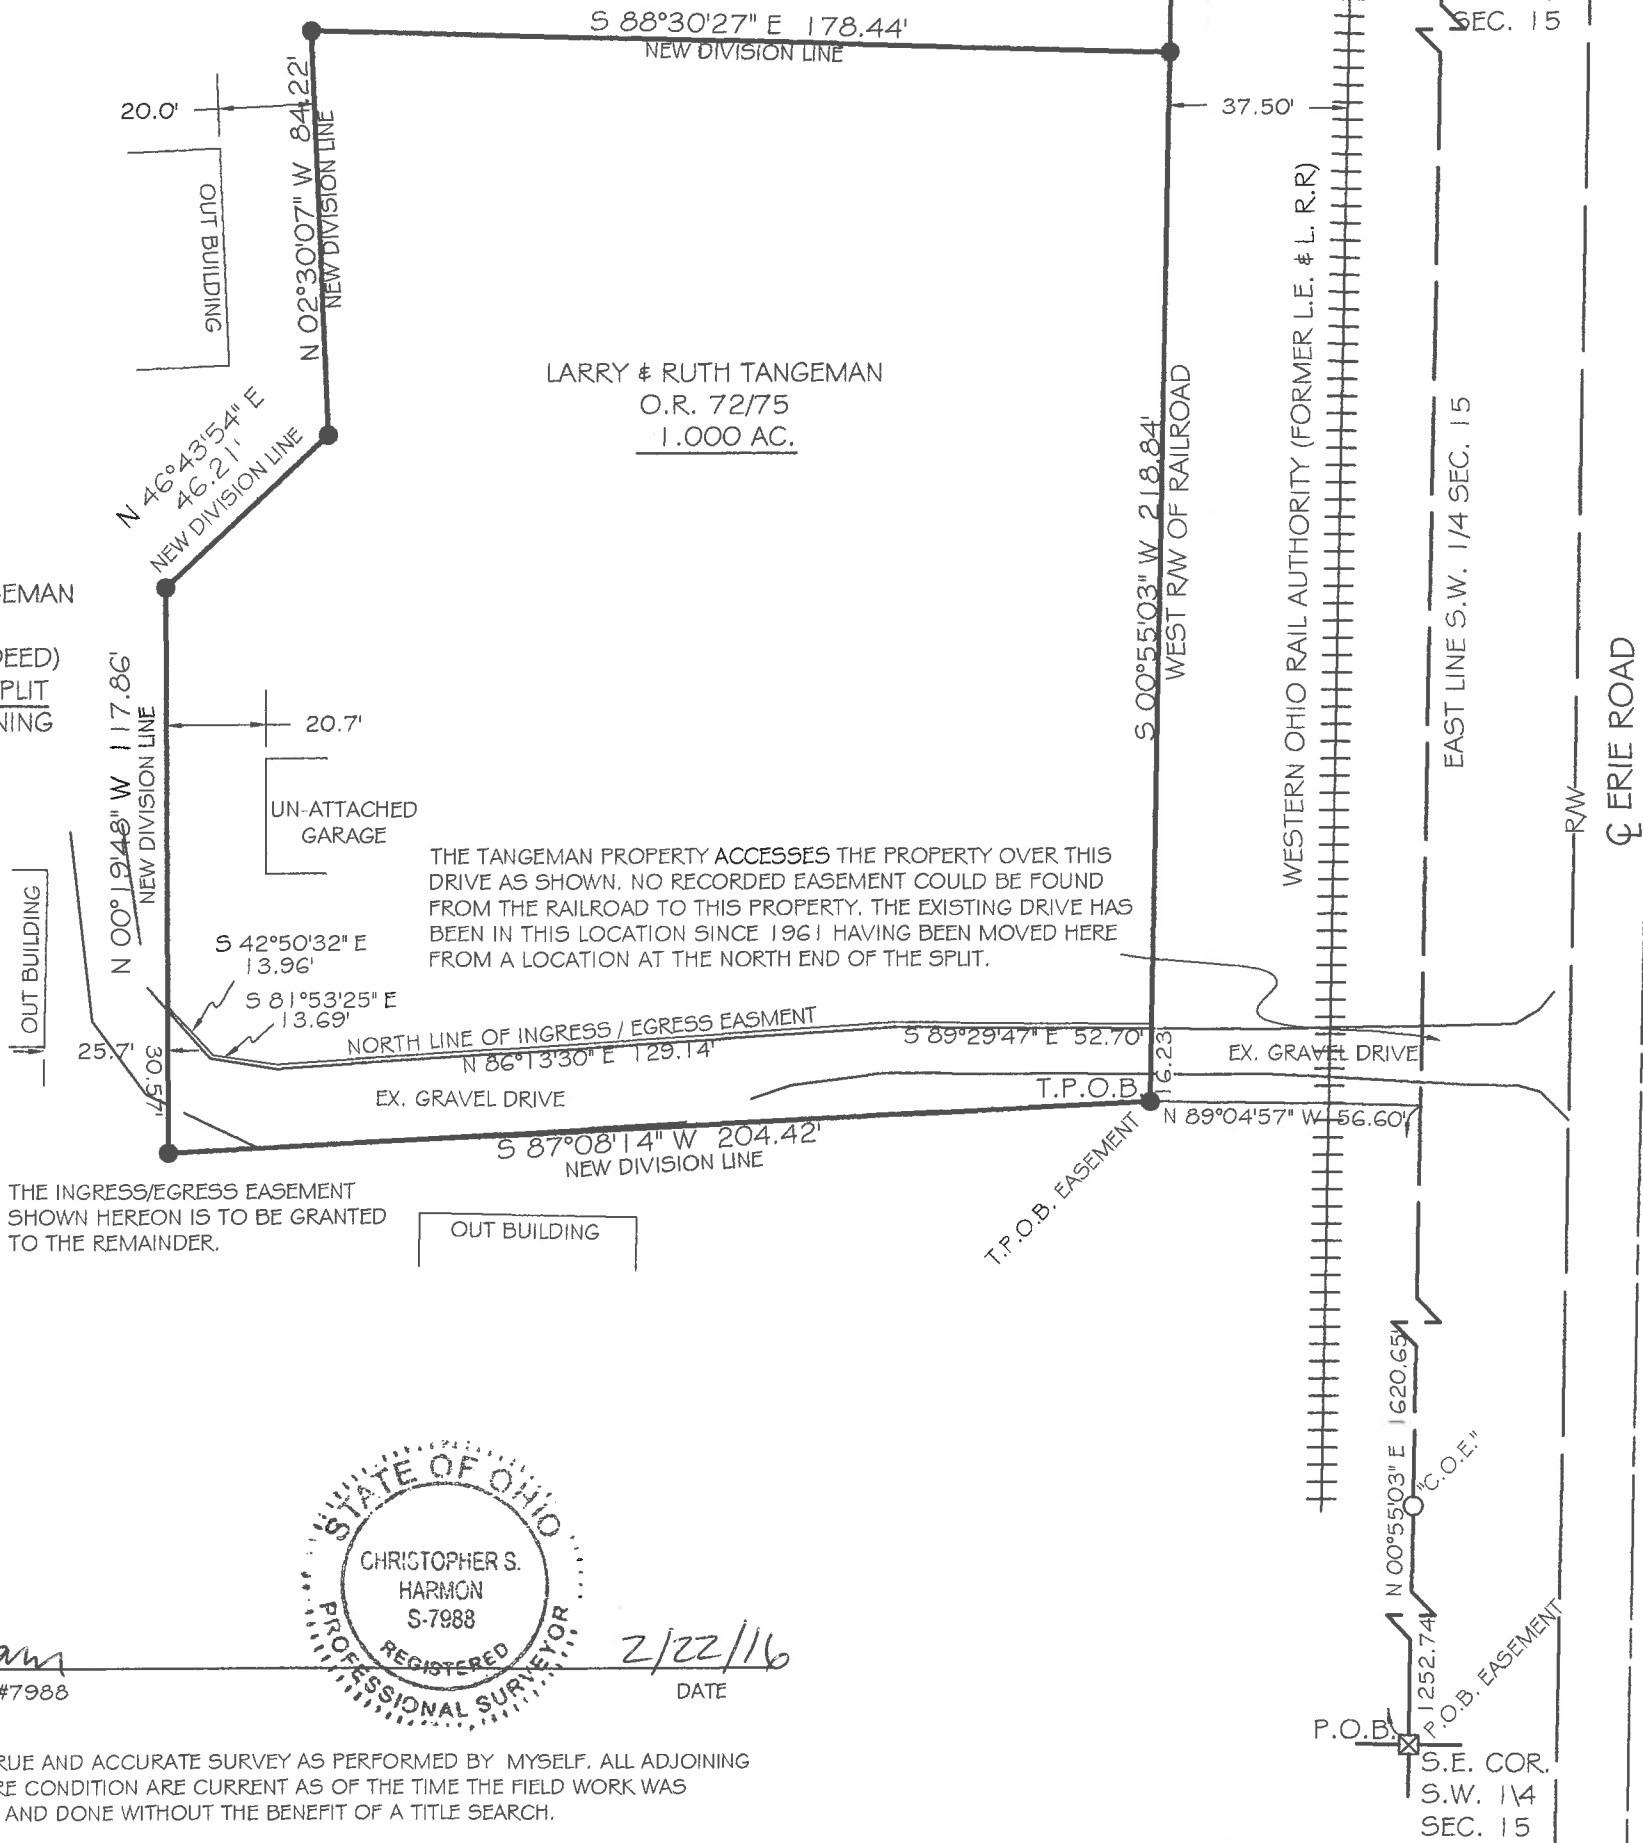 S 88°30'27" E 178.44'
NEW DIVISION LINE
SEC. 15
20.0'
N 02°30'07" W 84.22'
NEW DIVISION LINE
37.50'
OUT BUILDING
WESTERN OHIO RAIL AUTHORITY (FORMER L.E. & L. R.R)
LARRY & RUTH TANGEMAN
O.R. 72/75
1.000 AC.
S 00°55'03" W 218.84'
WEST R/W OF RAILROAD
EAST LINE S.W. 1/4 SEC. 15
N 46°43'54" E
46.21'
NEW DIVISION LINE
EMAN
DEED)
PLIT
NING
N 00°19'48" W 117.86'
NEW DIVISION LINE
20.7'
UN-ATTACHED
GARAGE
R/W
℄ ERIE ROAD
THE TANGEMAN PROPERTY ACCESSES THE PROPERTY OVER THIS
DRIVE AS SHOWN. NO RECORDED EASEMENT COULD BE FOUND
FROM THE RAILROAD TO THIS PROPERTY. THE EXISTING DRIVE HAS
BEEN IN THIS LOCATION SINCE 1961 HAVING BEEN MOVED HERE
FROM A LOCATION AT THE NORTH END OF THE SPLIT.
OUT BUILDING
S 42°50'32" E
13.96'
S 81°53'25" E
13.69'
NORTH LINE OF INGRESS / EGRESS EASMENT
N 86°13'30" E 129.14'
S 89°29'47" E 52.70'
16.23
25.7'
30.57'
EX. GRAVEL DRIVE
EX. GRAVEL DRIVE
T.P.O.B.
N 89°04'57" W 56.60'
S 87°08'14" W 204.42'
NEW DIVISION LINE
T.P.O.B. EASEMENT
THE INGRESS/EGRESS EASEMENT
SHOWN HEREON IS TO BE GRANTED
TO THE REMAINDER.
OUT BUILDING
N 00°55'03" E 1620.65'
"C.O.E."
STATE OF OHIO
CHRISTOPHER S.
HARMON
S-7988
REGISTERED
PROFESSIONAL SURVEYOR
2/22/16
#7988
DATE
1252.74
P.O.B. EASEMENT
P.O.B.
S.E. COR.
S.W. 1\4
SEC. 15
RUE AND ACCURATE SURVEY AS PERFORMED BY MYSELF. ALL ADJOINING
RE CONDITION ARE CURRENT AS OF THE TIME THE FIELD WORK WAS
AND DONE WITHOUT THE BENEFIT OF A TITLE SEARCH.